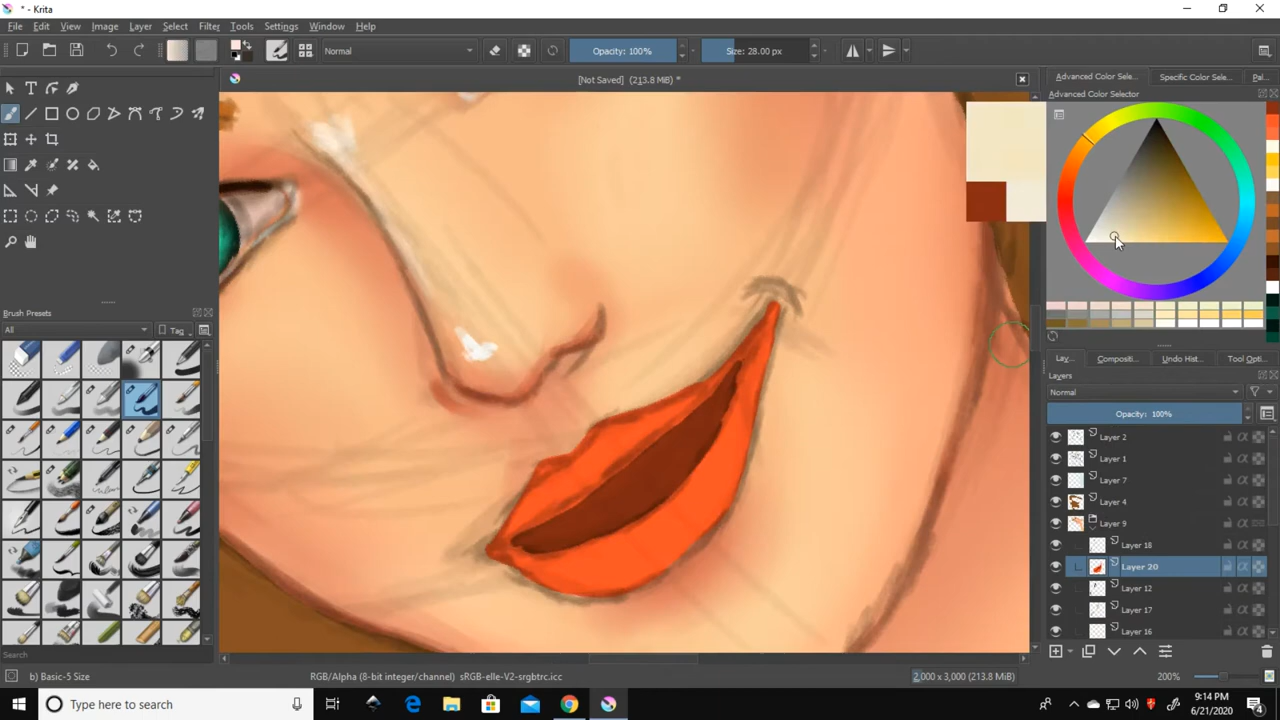 * - Krita
File Edit View Image Layer Select Filter Tools Settings Window Help
Normal Opacity: 100% Size: 28.00 px
[Not Saved] (213.8 MiB) *
Advanced Color Sele... Specific Color Sele... Pal...
Advanced Color Selector
Brush Presets
All Tag
Search
Lay... Compositi... Undo Hist... Tool Opti...
Layers
Normal
Opacity: 100%
Layer 2
Layer 1
Layer 7
Layer 4
Layer 9
Layer 18
Layer 20
Layer 12
Layer 17
Layer 16
b) Basic-5 Size RGB/Alpha (8-bit integer/channel) sRGB-elle-V2-srgbtrc.icc 2,000 x 3,000 (213.8 MiB) 200%
Type here to search
9:14 PM
6/21/2020
4